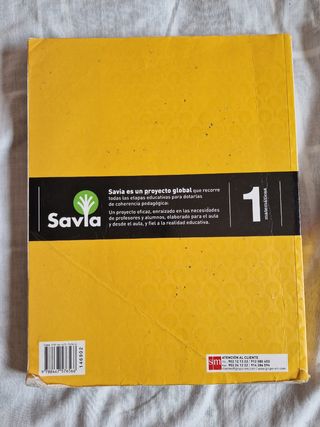 Savia
Savia es un proyecto global que recorre
todas las etapas educativas para dotarlas
de coherencia pedagógica:
Un proyecto eficaz, enraizado en las necesidades
de profesores y alumnos, elaborado para el aula
y desde el aula, y fiel a la realidad educativa.
1
146502
sm
ATENCIÓN AL CLIENTE